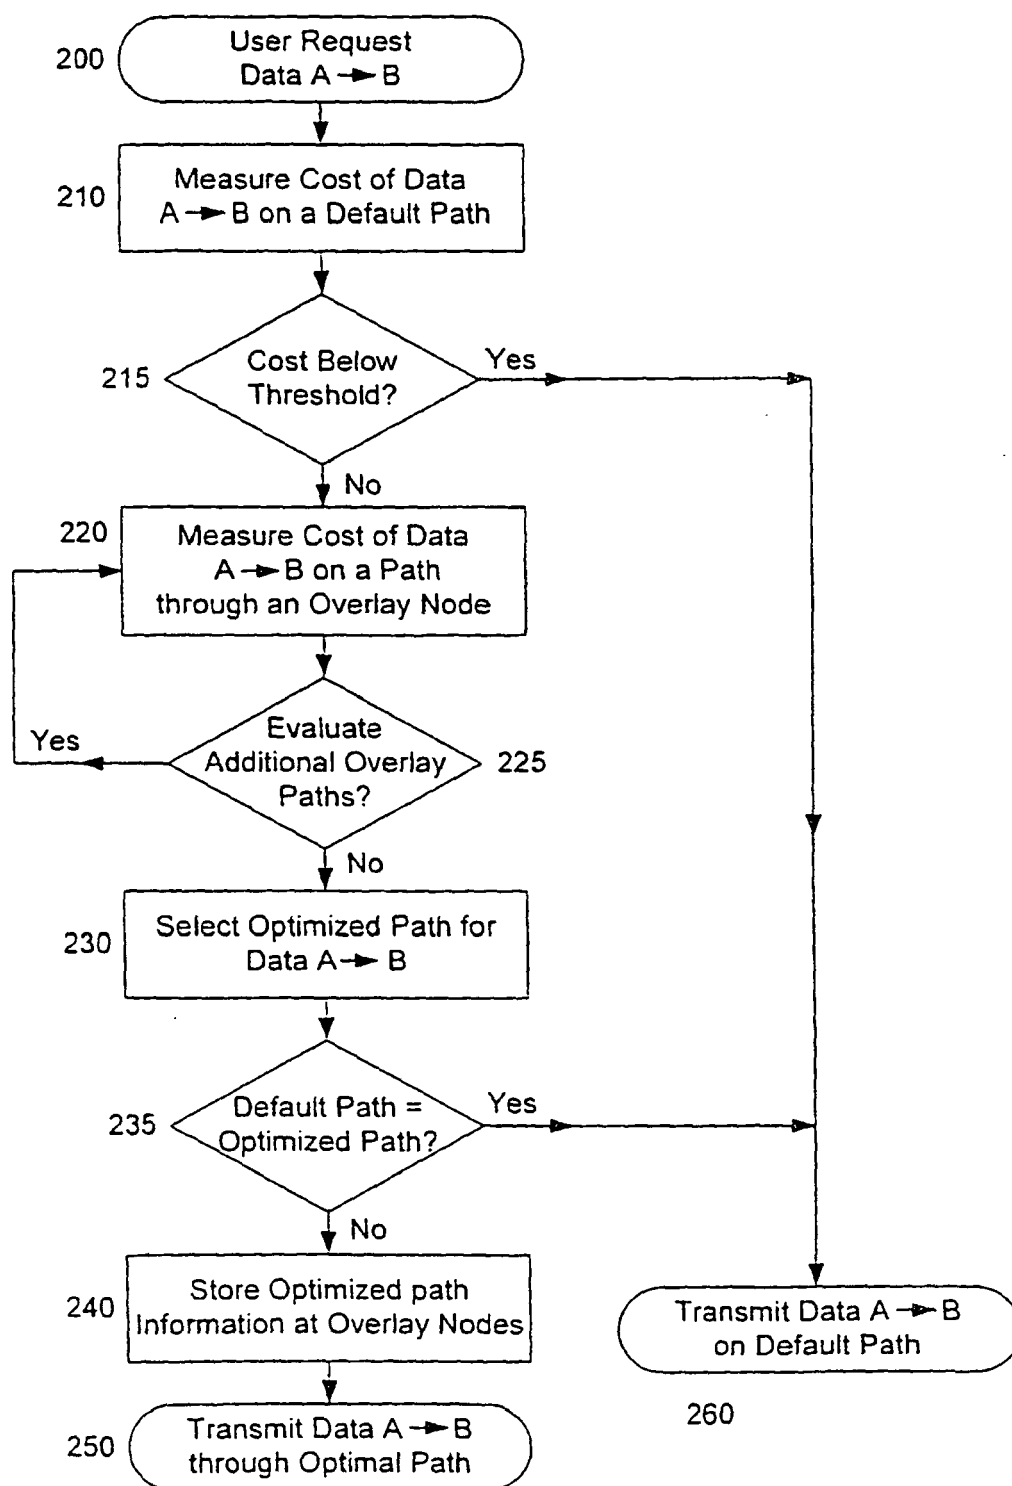 200
User Request
Data A → B
210
Measure Cost of Data
A → B on a Default Path
215
Cost Below
Threshold?
Yes
No
220
Measure Cost of Data
A → B on a Path
through an Overlay Node
Yes
Evaluate
Additional Overlay
Paths?
225
No
230
Select Optimized Path for
Data A → B
235
Default Path =
Optimized Path?
Yes
No
240
Store Optimized path
Information at Overlay Nodes
Transmit Data A → B
on Default Path
260
250
Transmit Data A → B
through Optimal Path